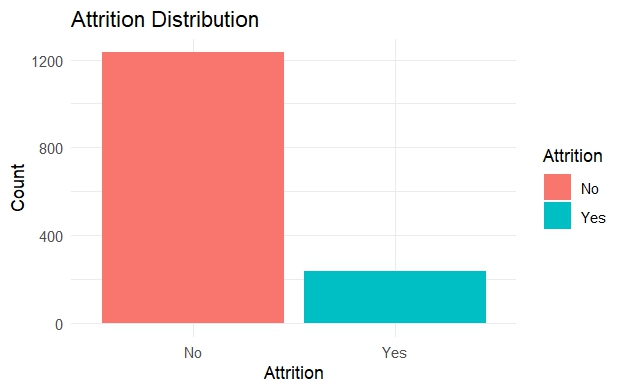 Attrition Distribution
1200
800
400
0
Count
No
Yes
Attrition
Attrition
No
Yes